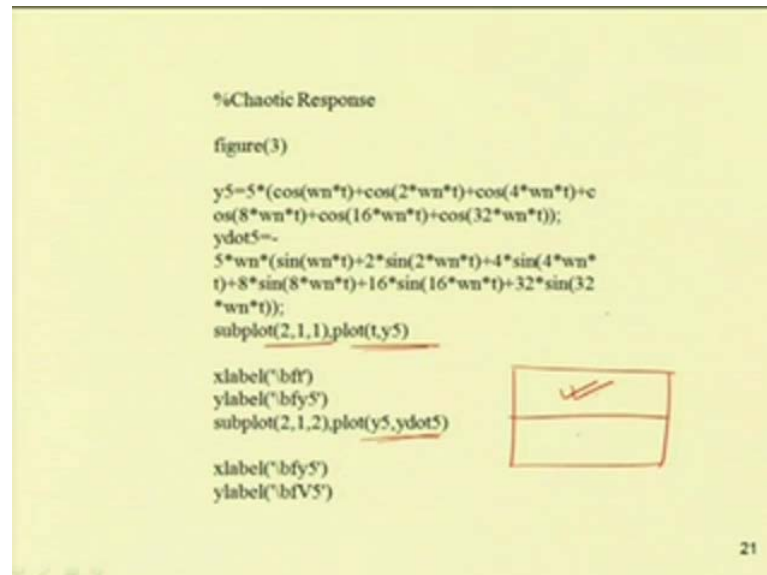 %Chaotic Response
figure(3)
y5=5*(cos(wn*t)+cos(2*wn*t)+cos(4*wn*t)+c
os(8*wn*t)+cos(16*wn*t)+cos(32*wn*t));
ydot5=-
5*wn*(sin(wn*t)+2*sin(2*wn*t)+4*sin(4*wn*
t)+8*sin(8*wn*t)+16*sin(16*wn*t)+32*sin(32
*wn*t));
subplot(2,1,1),plot(t,y5)
xlabel('\bft')
ylabel('\bfy5')
subplot(2,1,2),plot(y5,ydot5)
xlabel('\bfy5')
ylabel('\bfV5')
21